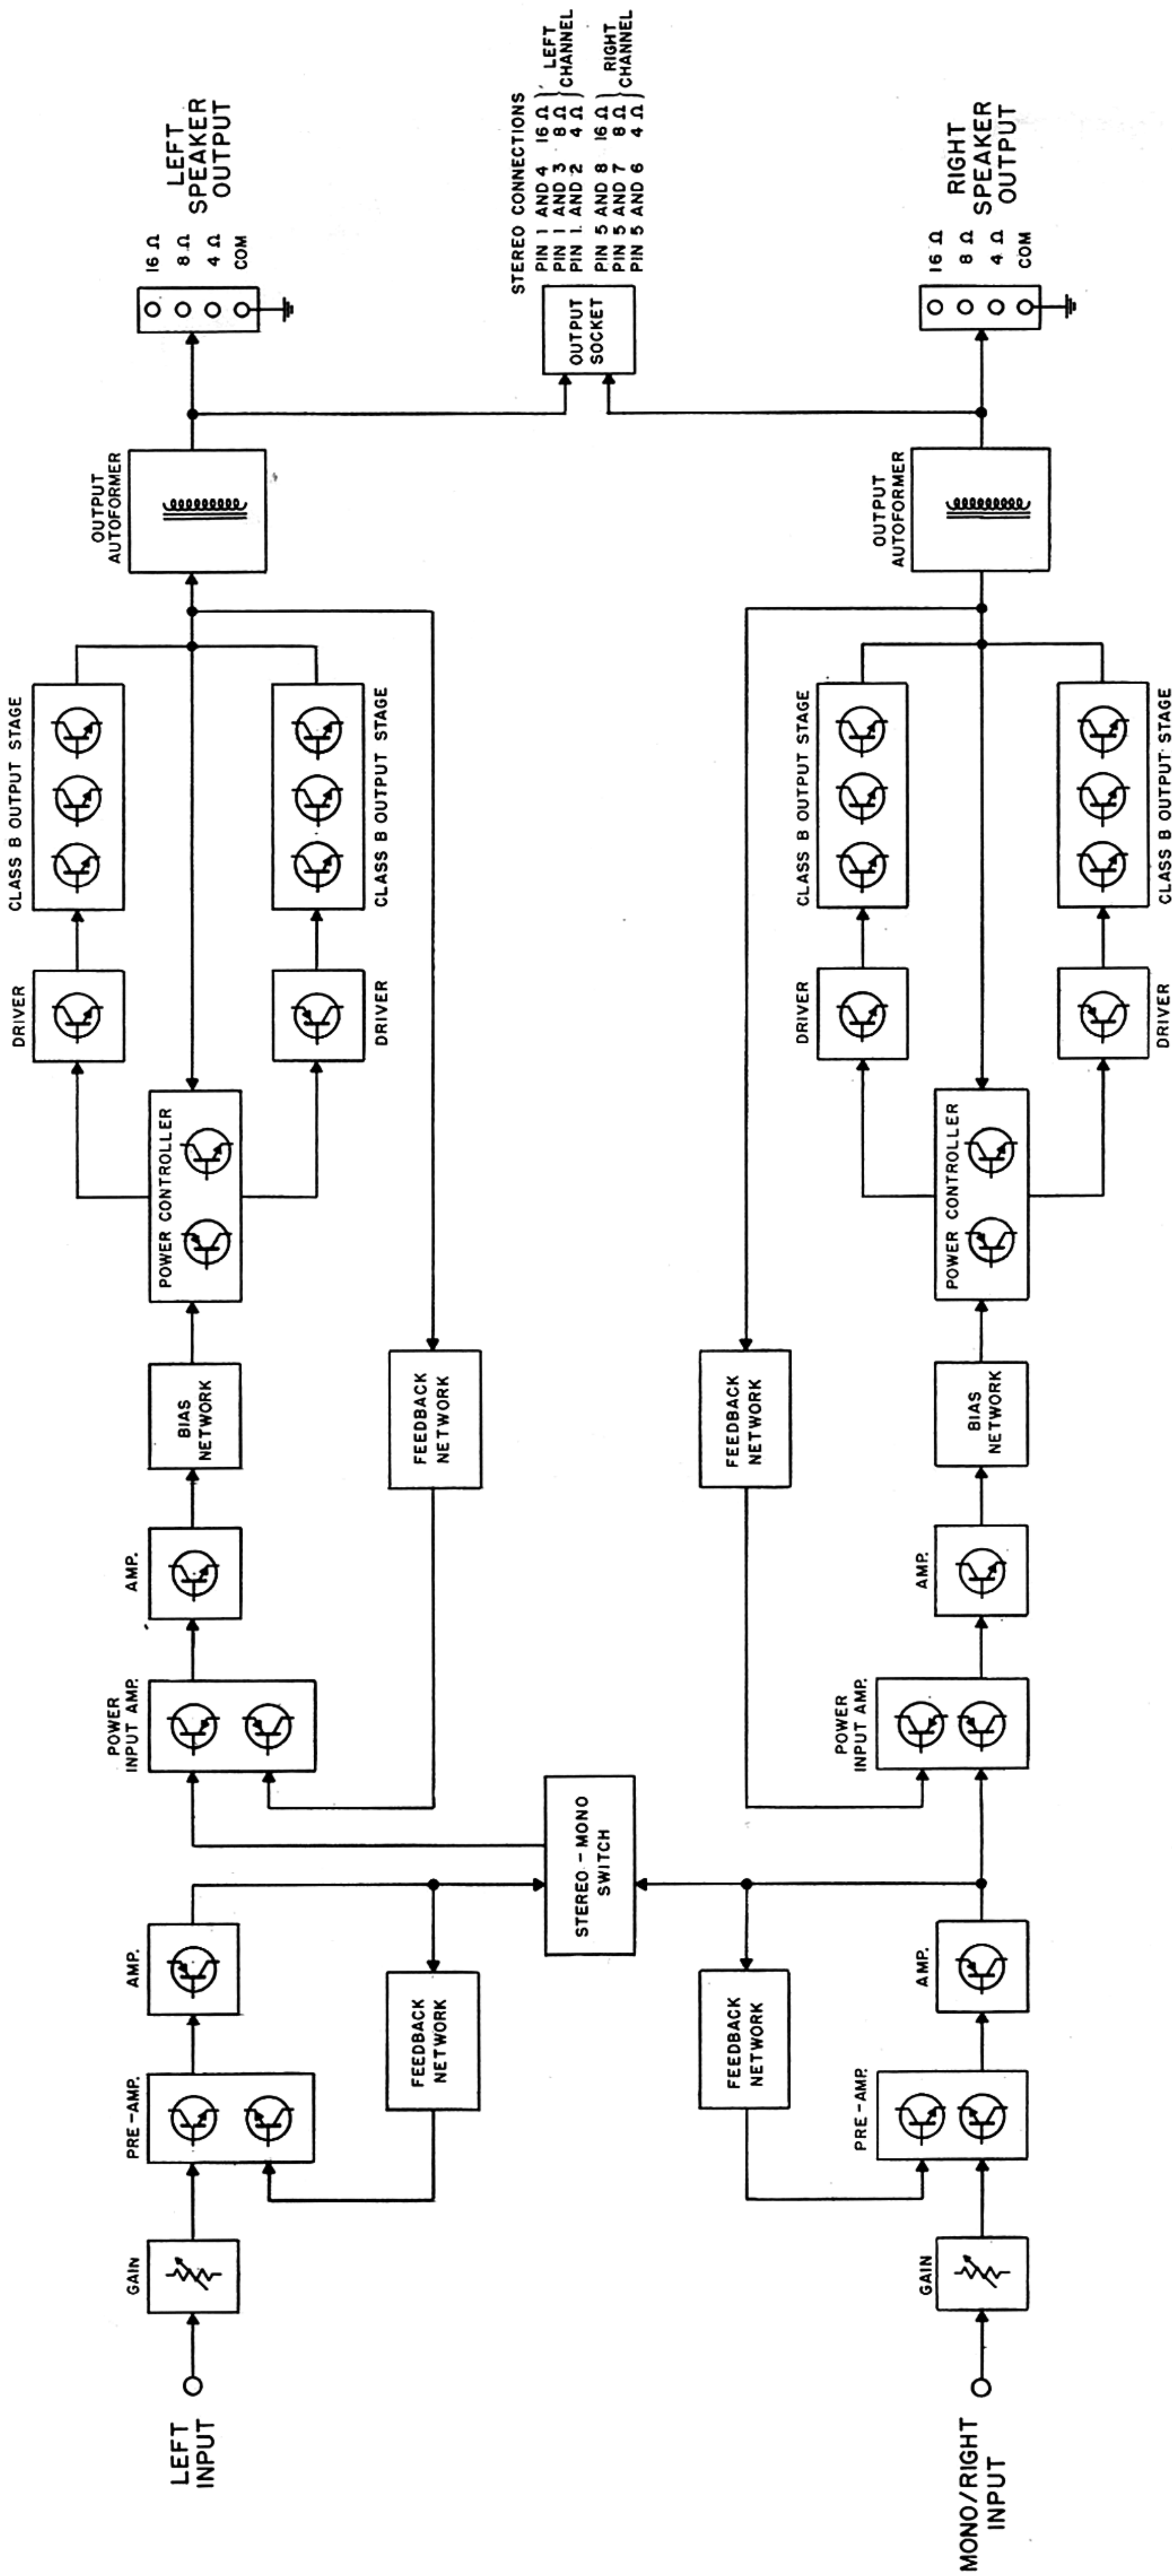 LEFT
INPUT
GAIN
PRE-AMP.
AMP.
FEEDBACK
NETWORK
POWER
INPUT AMP.
AMP.
BIAS
NETWORK
FEEDBACK
NETWORK
POWER CONTROLLER
DRIVER
DRIVER
CLASS B OUTPUT STAGE
CLASS B OUTPUT STAGE
OUTPUT
AUTOFORMER
16 Ω
8 Ω
4 Ω
COM
LEFT
SPEAKER
OUTPUT
STEREO - MONO
SWITCH
OUTPUT
SOCKET
STEREO CONNECTIONS
PIN 1 AND 4 16 Ω
PIN 1 AND 3 8 Ω
PIN 1. AND 2 4 Ω
LEFT
CHANNEL
PIN 5 AND 8 16 Ω
PIN 5 AND 7 8 Ω
PIN 5 AND 6 4 Ω
RIGHT
CHANNEL
MONO/RIGHT
INPUT
GAIN
PRE-AMP.
AMP.
FEEDBACK
NETWORK
POWER
INPUT AMP.
AMP.
BIAS
NETWORK
FEEDBACK
NETWORK
POWER CONTROLLER
DRIVER
DRIVER
CLASS B OUTPUT STAGE
CLASS B OUTPUT STAGE
OUTPUT
AUTOFORMER
16 Ω
8 Ω
4 Ω
COM
RIGHT
SPEAKER
OUTPUT